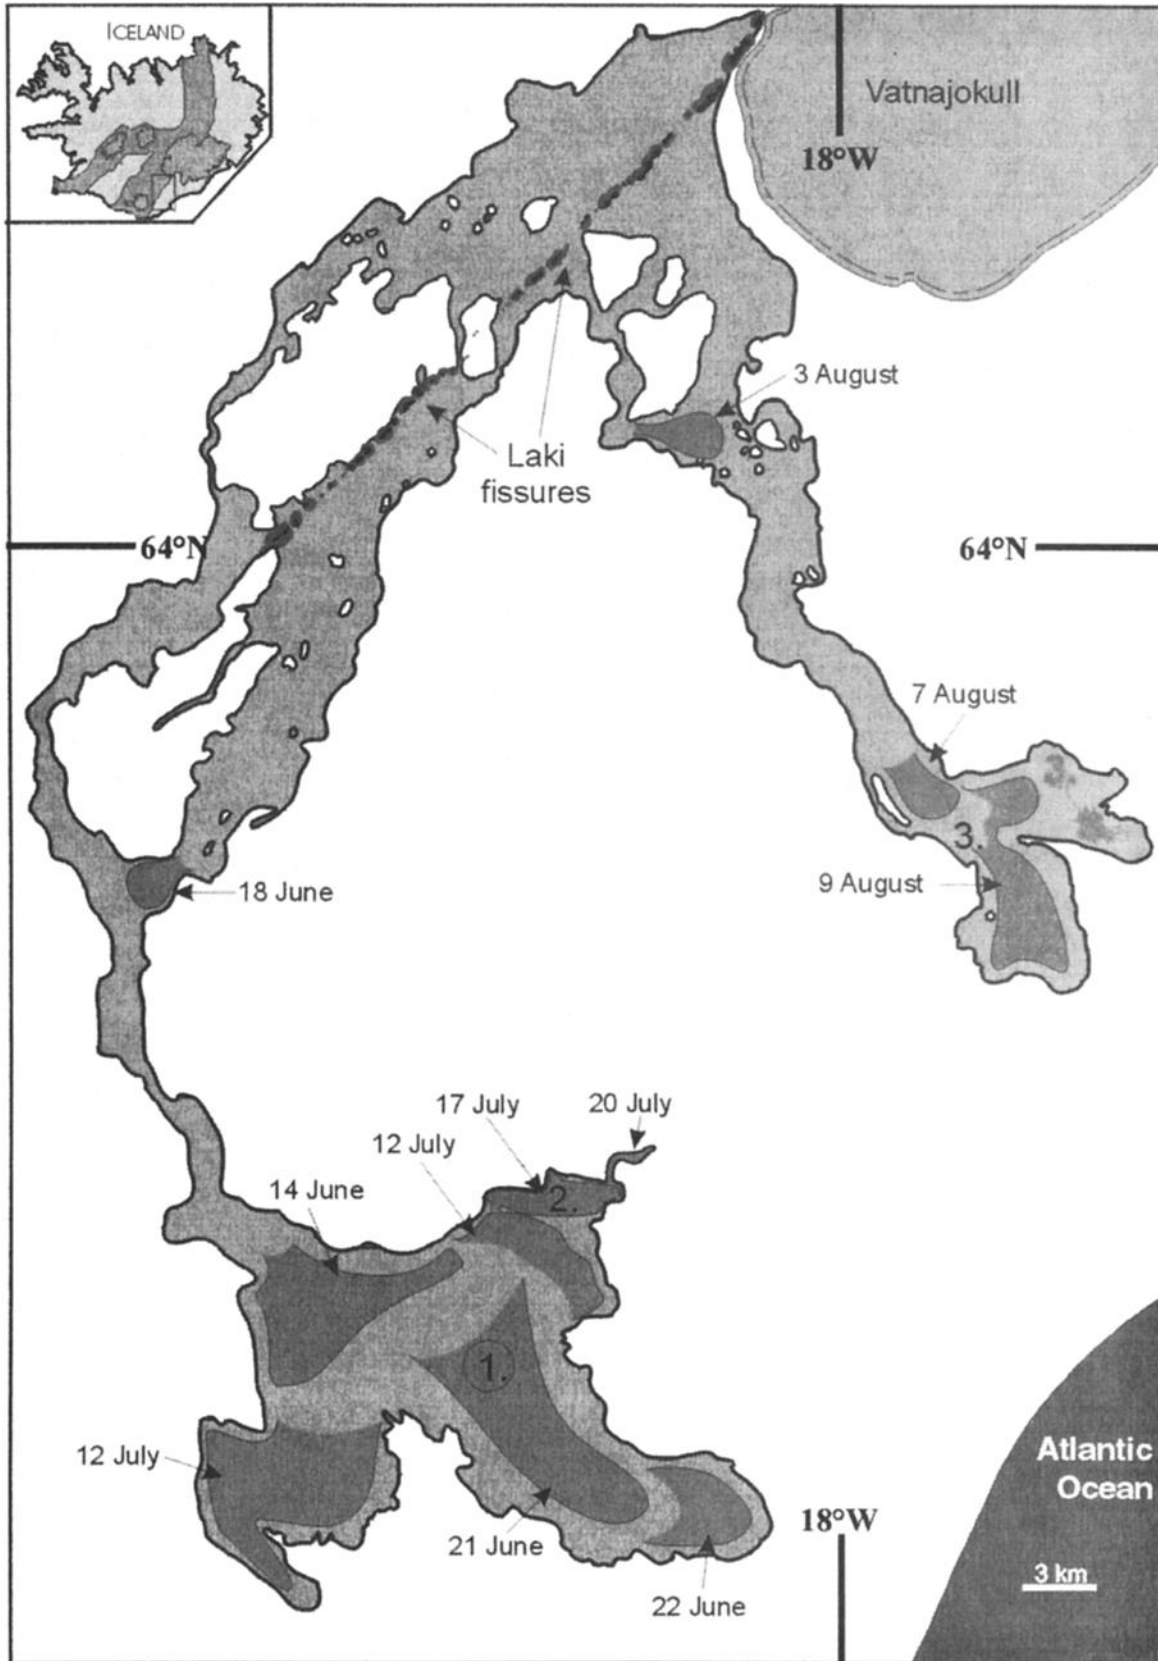 ICELAND
Vatnajokull
18°W
3 August
Laki
fissures
64°N
64°N
7 August
3.
3.
9 August
18 June
17 July
20 July
12 July
2.
14 June
1.
12 July
Atlantic
Ocean
18°W
21 June
3 km
22 June